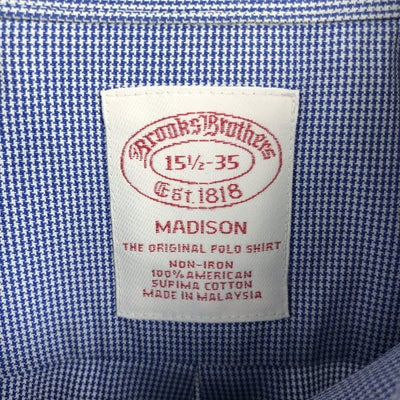 Brooks Brothers
15½-35
Est. 1818
MADISON
THE ORIGINAL POLO SHIRT
NON-IRON
100% AMERICAN
SUPIMA COTTON
MADE IN MALAYSIA